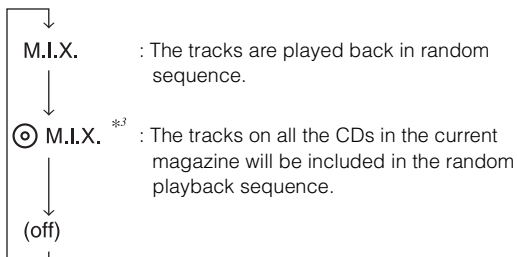 M.I.X. : The tracks are played back in random
sequence.
M.I.X. *3 : The tracks on all the CDs in the current
magazine will be included in the random
playback sequence.
(off)